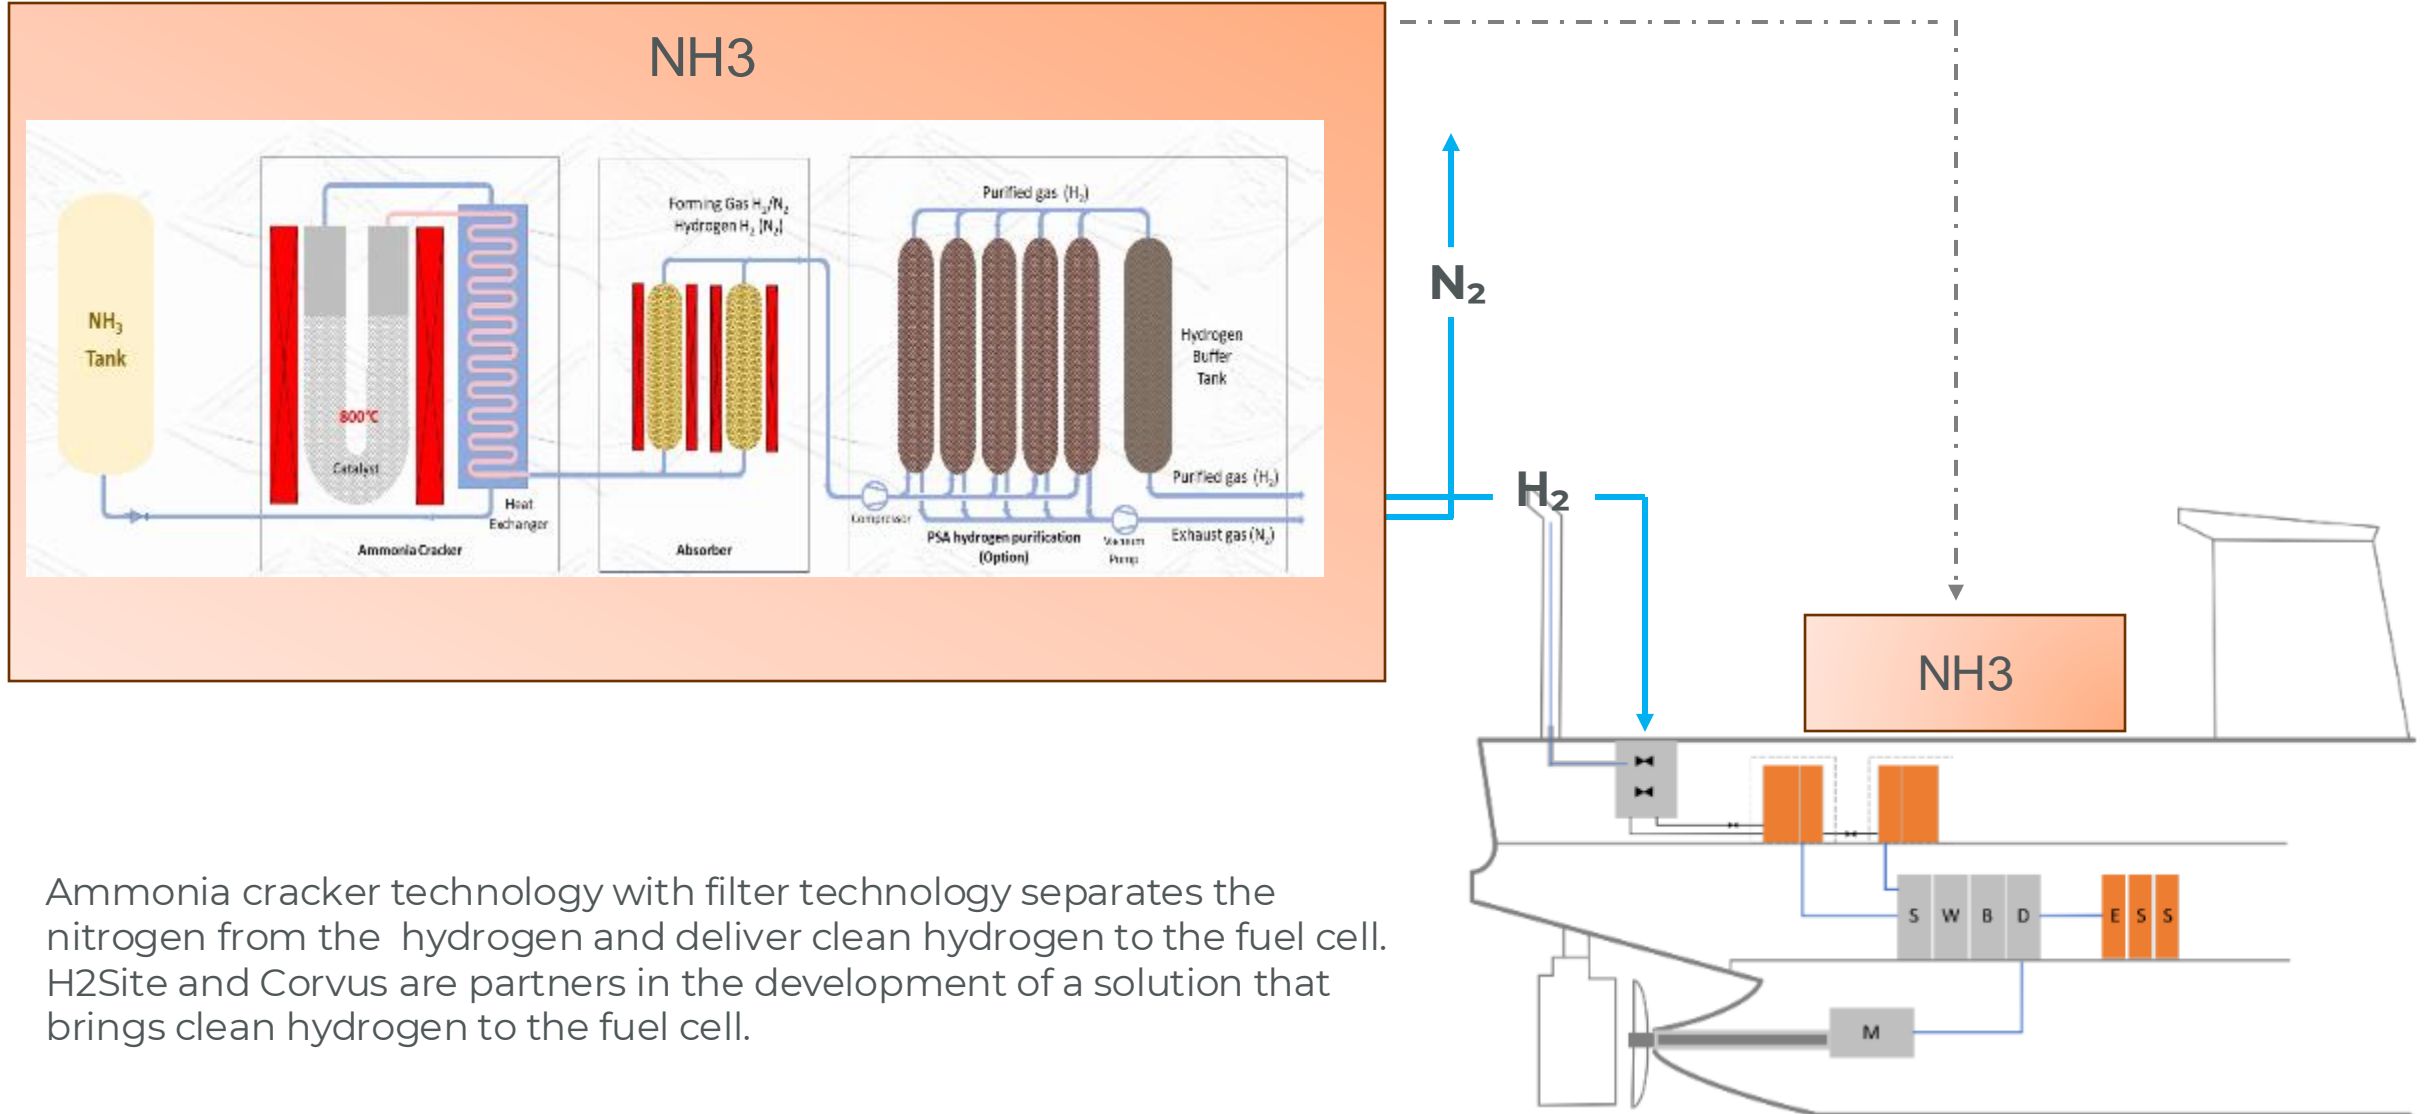 NH3
NH₃
Tank
800°C
Catalyst
Heat
Exchanger
Ammonia Cracker
Forming Gas H₂/N₂
Hydrogen H₂ (N₂)
Absorber
Purified gas (H₂)
Hydrogen
Buffer
Tank
Compressor
PSA hydrogen purification
(Option)
Vacuum
Pump
Purified gas (H₂)
Exhaust gas (N₂)
N₂
H₂
NH3
S W B D
E S S
M
Ammonia cracker technology with filter technology separates the
nitrogen from the  hydrogen and deliver clean hydrogen to the fuel cell.
H2Site and Corvus are partners in the development of a solution that
brings clean hydrogen to the fuel cell.